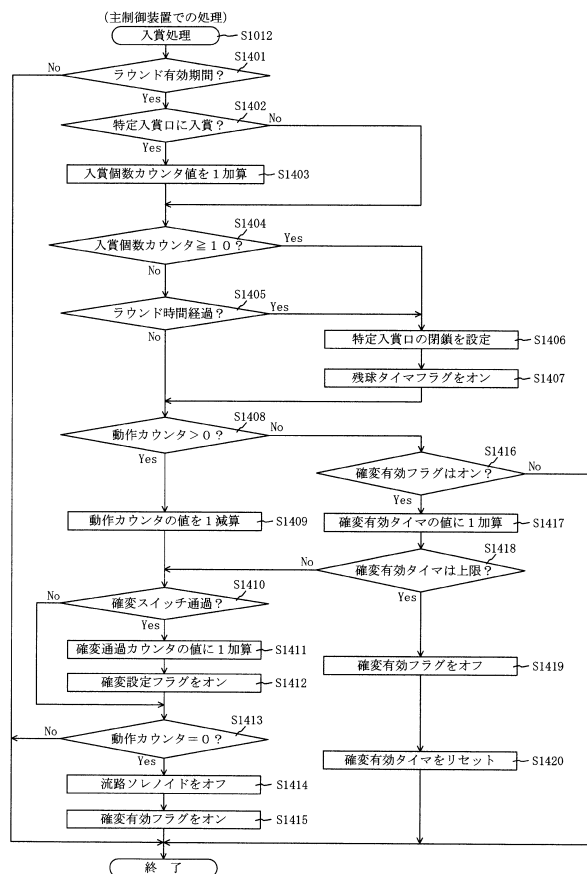 (主制御装置での処理)
入賞処理
S1012
S1401
ラウンド有効期間？
No
Yes
S1402
特定入賞口に入賞？
No
Yes
入賞個数カウンタ値を１加算
S1403
S1404
入賞個数カウンタ≧１０？
Yes
No
S1405
ラウンド時間経過？
Yes
No
特定入賞口の閉鎖を設定
S1406
残球タイマフラグをオン
S1407
S1408
動作カウンタ＞０？
No
Yes
S1416
確変有効フラグはオン？
No
Yes
動作カウンタの値を１減算
S1409
確変有効タイマの値に１加算
S1417
S1418
確変有効タイマは上限？
No
Yes
S1410
確変スイッチ通過？
No
Yes
確変通過カウンタの値に１加算
S1411
確変有効フラグをオフ
S1419
確変設定フラグをオン
S1412
S1413
動作カウンタ＝０？
No
Yes
確変有効タイマをリセット
S1420
流路ソレノイドをオフ
S1414
確変有効フラグをオン
S1415
終了